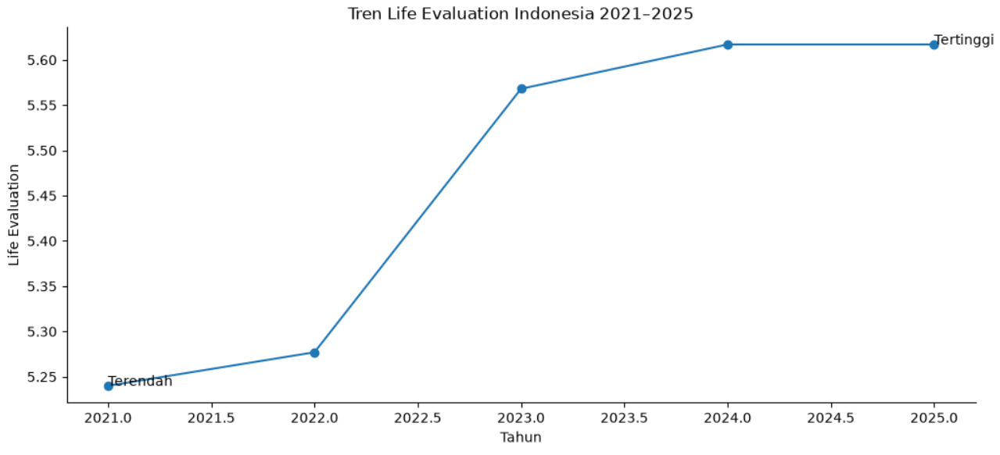 Tren Life Evaluation Indonesia 2021–2025
Life Evaluation
5.60
5.55
5.50
5.45
5.40
5.35
5.30
5.25
Tertinggi
Terendah
2021.0 2021.5 2022.0 2022.5 2023.0 2023.5 2024.0 2024.5 2025.0
Tahun